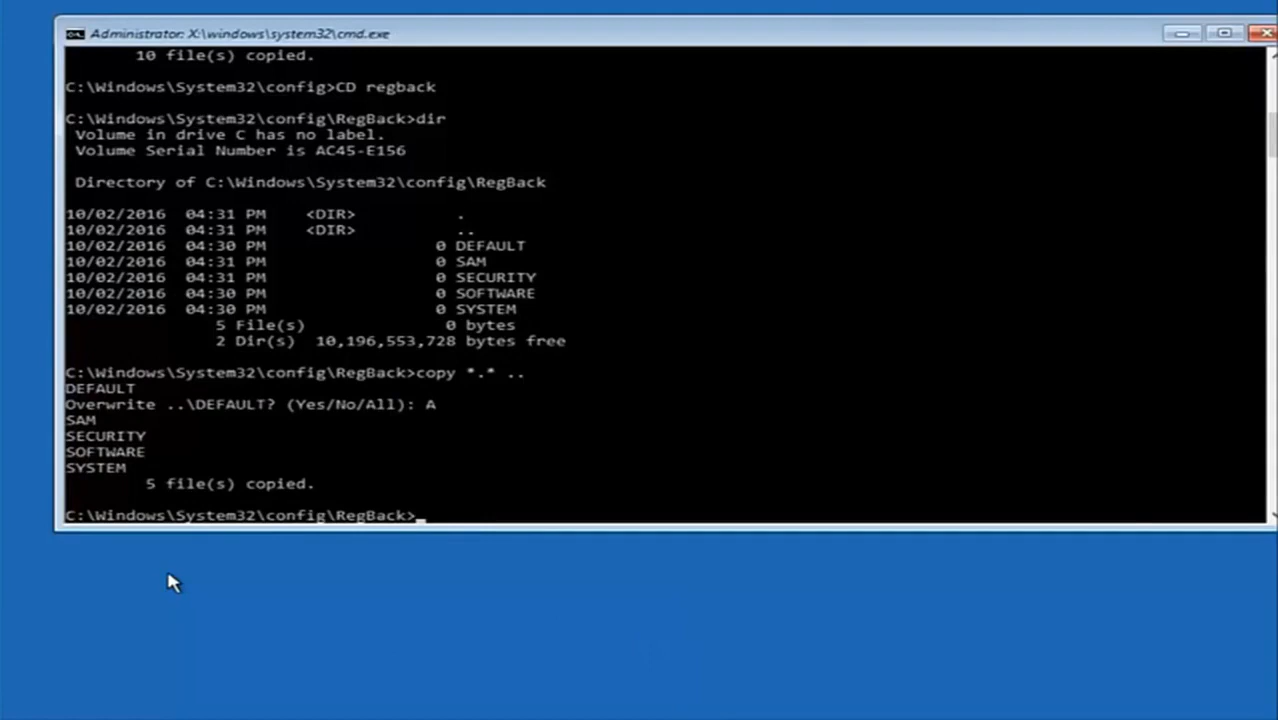 Administrator: X:\windows\system32\cmd.exe
10 file(s) copied.
C:\Windows\System32\config>CD regback
C:\Windows\System32\config\RegBack>dir
Volume in drive C has no label.
Volume Serial Number is AC45-E156
Directory of C:\Windows\System32\config\RegBack
10/02/2016 04:31 PM <DIR> .
10/02/2016 04:31 PM <DIR> ..
10/02/2016 04:30 PM 0 DEFAULT
10/02/2016 04:31 PM 0 SAM
10/02/2016 04:31 PM 0 SECURITY
10/02/2016 04:30 PM 0 SOFTWARE
10/02/2016 04:30 PM 0 SYSTEM
5 File(s) 0 bytes
2 Dir(s) 10,196,553,728 bytes free
C:\Windows\System32\config\RegBack>copy *.* ..
DEFAULT
Overwrite ..\DEFAULT? (Yes/No/All): A
SAM
SECURITY
SOFTWARE
SYSTEM
5 file(s) copied.
C:\Windows\System32\config\RegBack>_